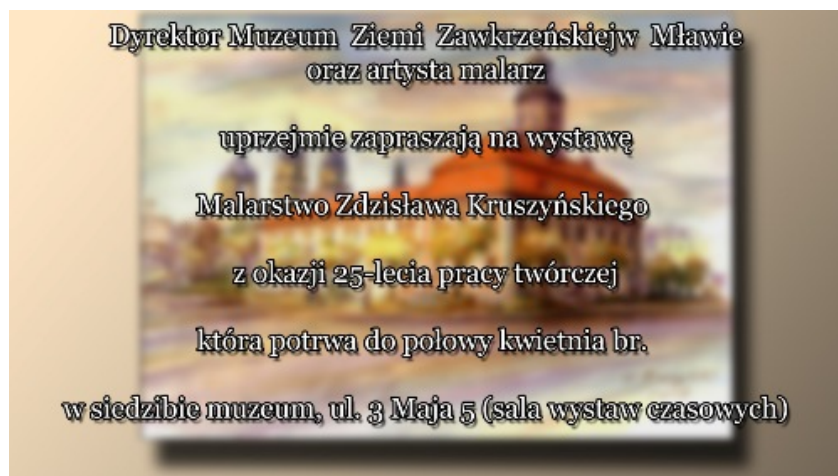 Dyrektor Muzeum Ziemi Zawkrzeńskiejw Mławie
oraz artysta malarz
uprzejmie zapraszają na wystawę
Malarstwo Zdzisława Kruszyńskiego
z okazji 25-lecia pracy twórczej
która potrwa do połowy kwietnia br.
w siedzibie muzeum, ul. 3 Maja 5 (sala wystaw czasowych)